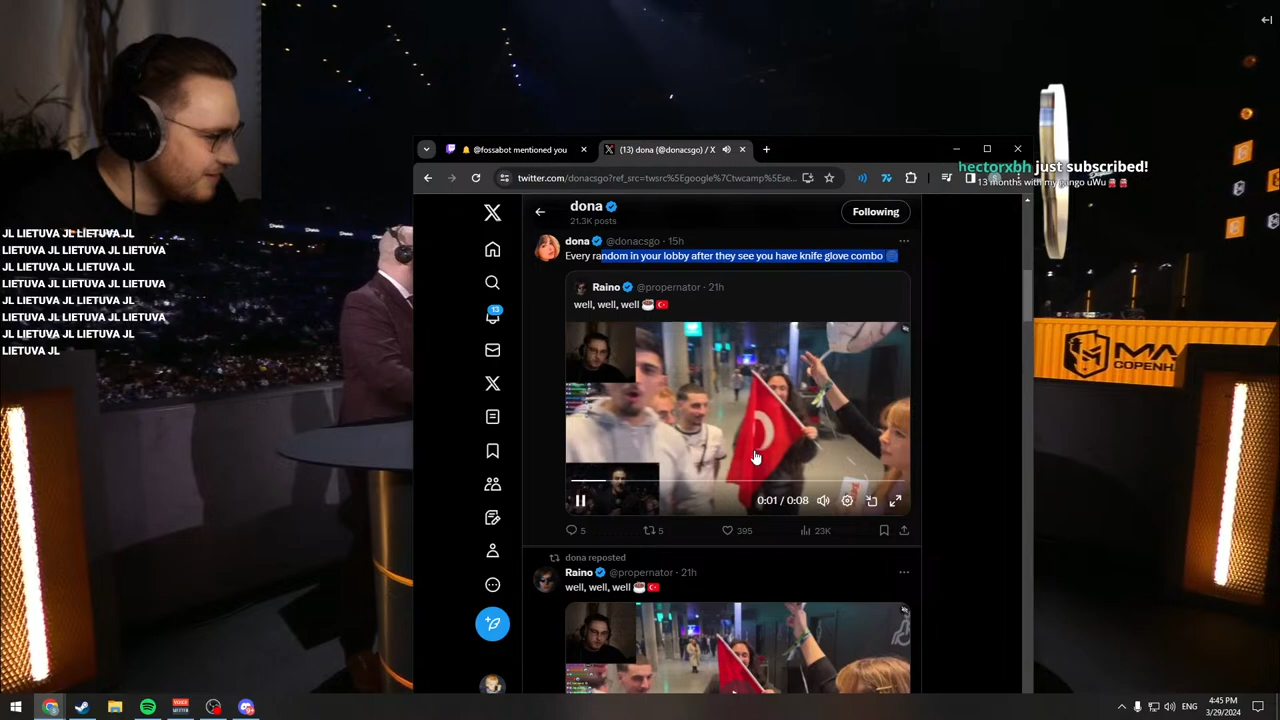 @fossabot mentioned you
(13) dona (@donacsgo) / X
twitter.com/donacsgo?ref_src=twsrc%5Egoogle%7Ctwcamp%5Ese...
hectorxbh just subscribed!
13 months with my gango uWu
dona
21.3K posts
Following
JL LIETUVA JL LIETUVA JL
LIETUVA JL LIETUVA JL LIETUVA
JL LIETUVA JL LIETUVA JL
LIETUVA JL LIETUVA JL LIETUVA
JL LIETUVA JL LIETUVA JL
LIETUVA JL LIETUVA JL LIETUVA
JL LIETUVA JL LIETUVA JL
LIETUVA JL
13
dona @donacsgo · 15h
Every random in your lobby after they see you have knife glove combo
Raino @propernator · 21h
well, well, well
0:01 / 0:08
5 5 395 23K
dona reposted
Raino @propernator · 21h
well, well, well
MA
COPENHA
ENG
4:45 PM
3/29/2024